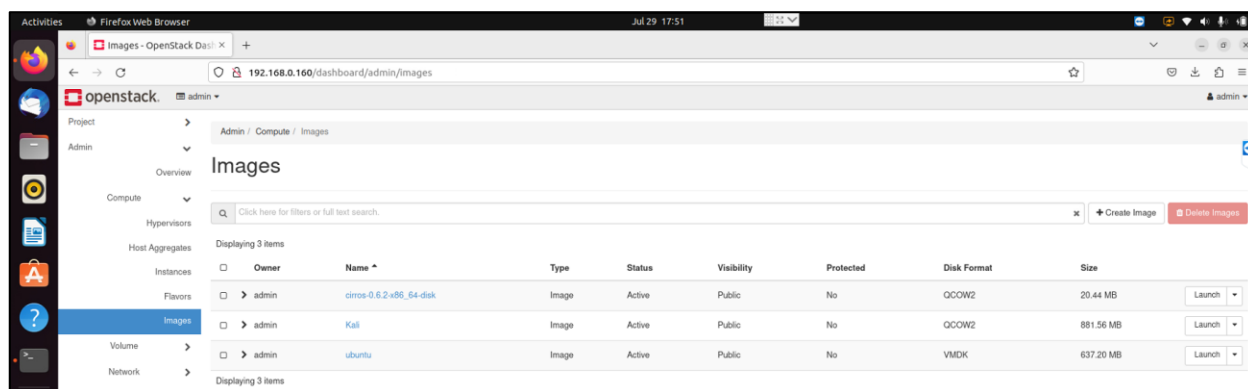 Activities Firefox Web Browser Jul 29 17:51
Images - OpenStack Das
192.168.0.160/dashboard/admin/images
openstack. admin admin
Project
Admin
Overview
Compute
Hypervisors
Host Aggregates
Instances
Flavors
Images
Volume
Network
Admin / Compute / Images
Images
Click here for filters or full text search. Create Image Delete Images
Displaying 3 items
Owner Name Type Status Visibility Protected Disk Format Size
admin cirros-0.6.2-x86_64-disk Image Active Public No QCOW2 20.44 MB Launch
admin Kali Image Active Public No QCOW2 881.56 MB Launch
admin ubuntu Image Active Public No VMDK 637.20 MB Launch
Displaying 3 items